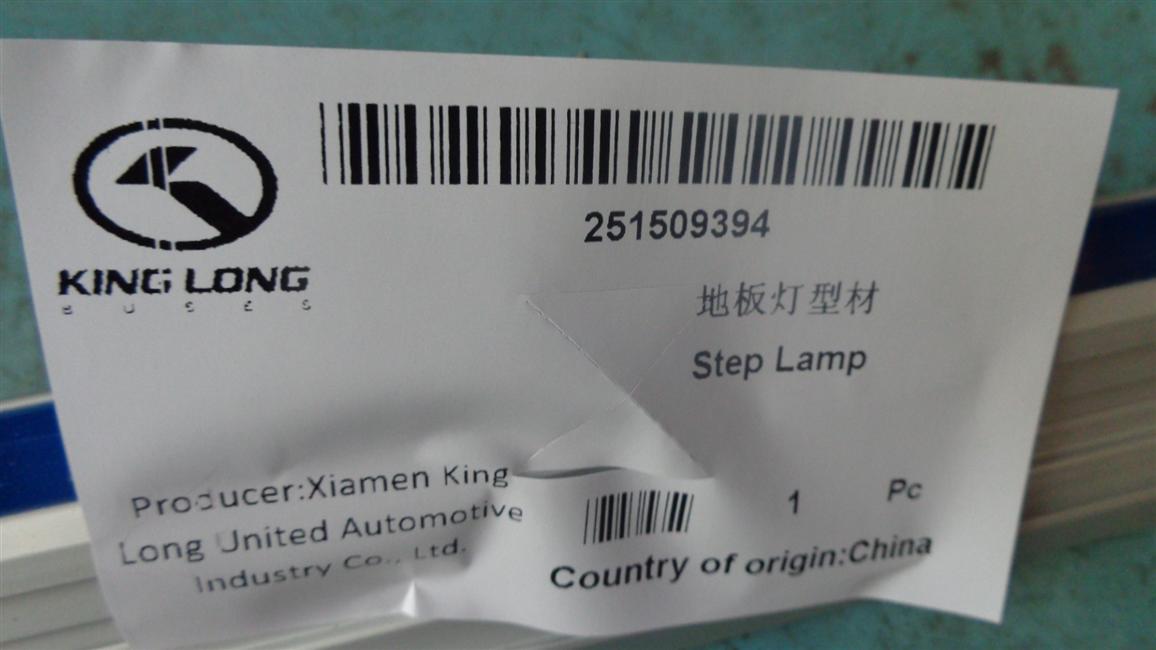 251509394
KING LONG
BUSES
地板灯型材
Step Lamp
Producer:Xiamen King
Long United Automotive
Industry Co., Ltd.
1 Pc
Country of origin:China